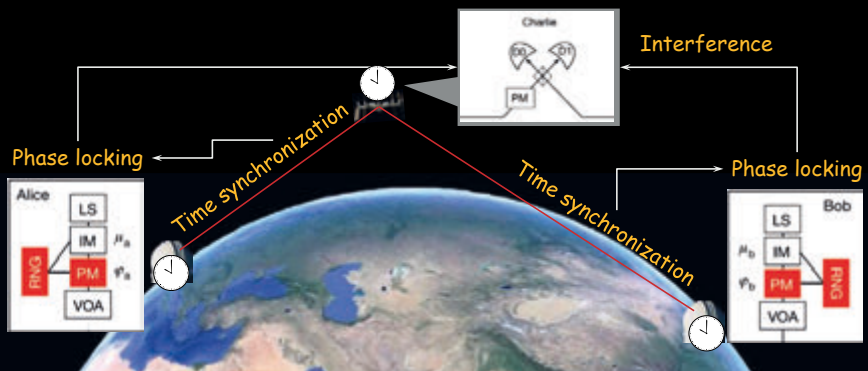 Charlie
D0
D1
PM
Interference
Time synchronization
Time synchronization
Phase locking
Phase locking
Alice
LS
IM
μa
RNG
PM
φa
VOA
Bob
LS
μb
IM
φb
PM
RNG
VOA